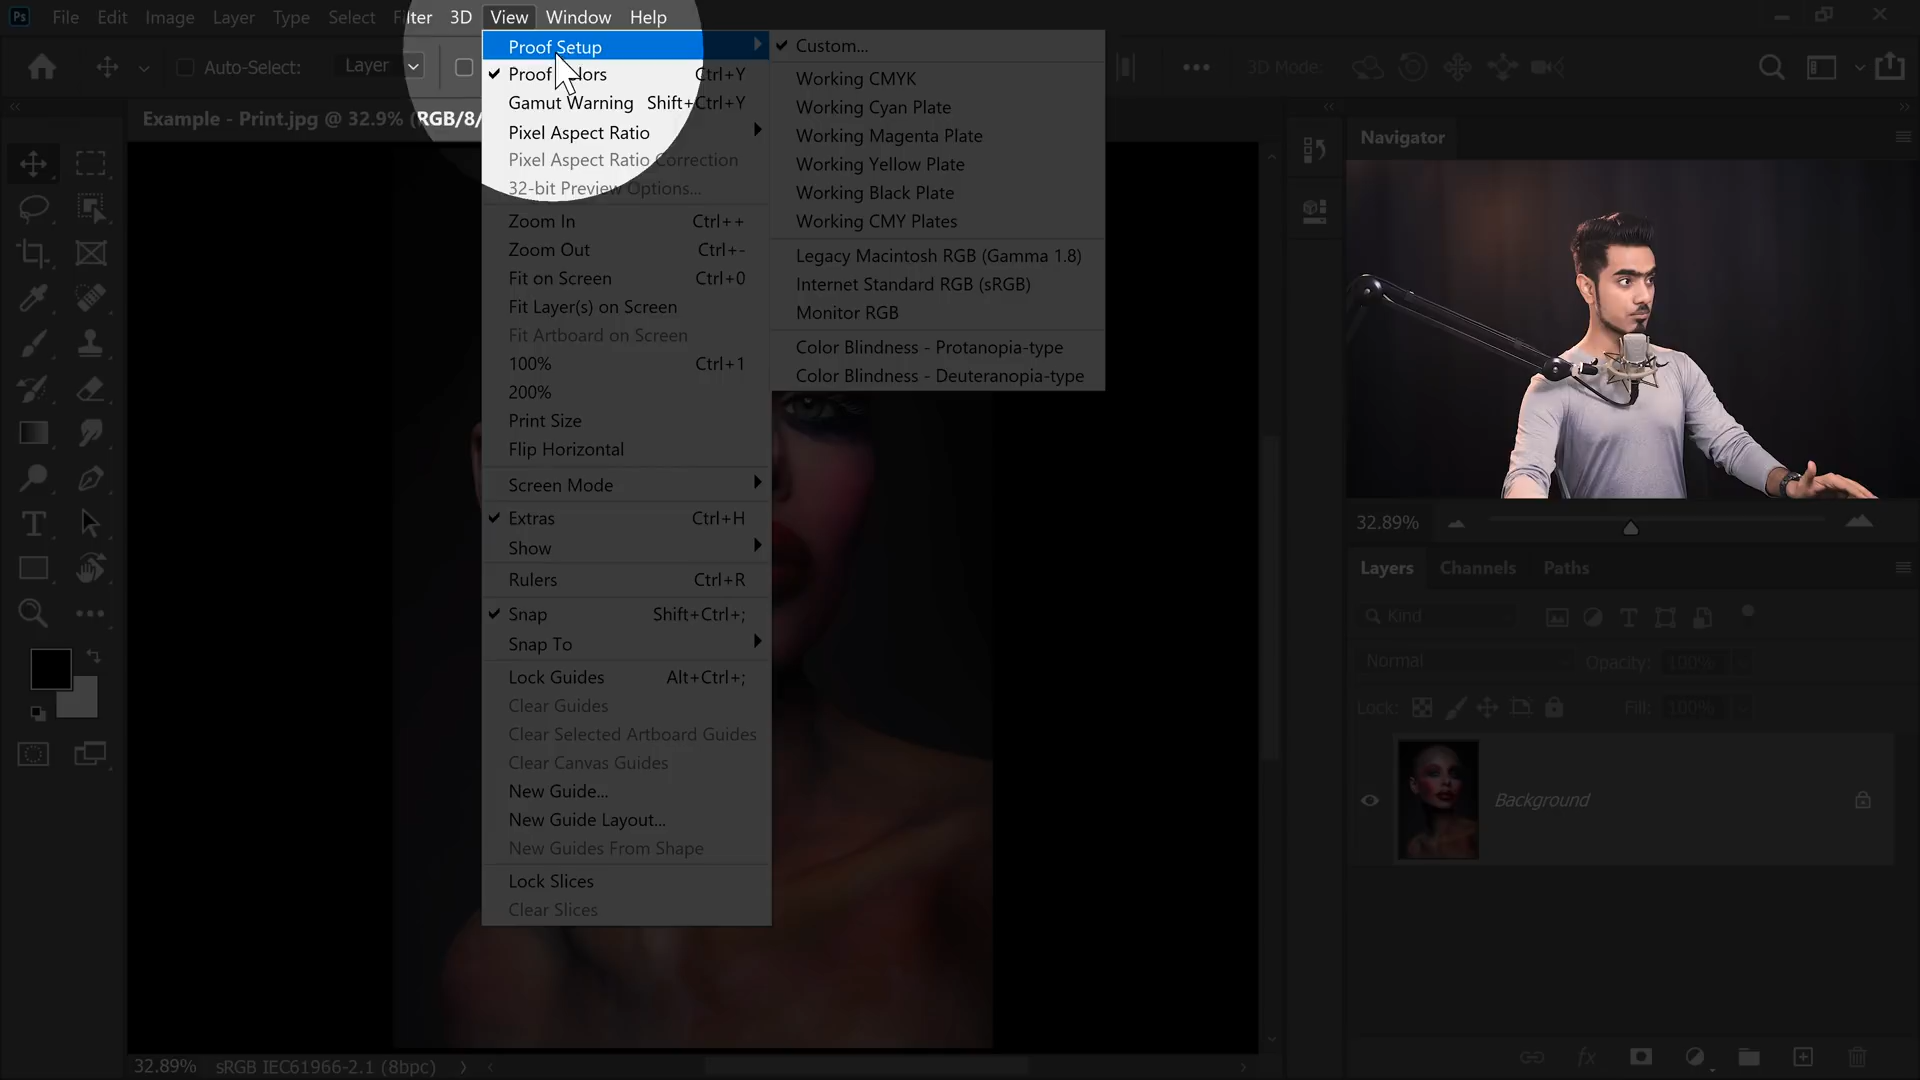 Ps File Edit Image Layer Type Select Filter 3D View Window Help
Auto-Selec: Layer 3D Mode:
Example - Print.jpg @ 32.9% (RGB/8/
Proof Setup
Proof Colors Ctrl+Y
Gamut Warning Shift+Ctrl+Y
Pixel Aspect Ratio
Pixel Aspect Ratio Correction
32-bit Preview Options...
Zoom In Ctrl++
Zoom Out Ctrl+-
Fit on Screen Ctrl+0
Fit Layer(s) on Screen
Fit Artboard on Screen
100% Ctrl+1
200%
Print Size
Flip Horizontal
Screen Mode
Extras Ctrl+H
Show
Rulers Ctrl+R
Snap Shift+Ctrl+;
Snap To
Lock Guides Alt+Ctrl+;
Clear Guides
Clear Selected Artboard Guides
Clear Canvas Guides
New Guide...
New Guide Layout...
New Guides From Shape
Lock Slices
Clear Slices
Custom...
Working CMYK
Working Cyan Plate
Working Magenta Plate
Working Yellow Plate
Working Black Plate
Working CMY Plates
Legacy Macintosh RGB (Gamma 1.8)
Internet Standard RGB (sRGB)
Monitor RGB
Color Blindness - Protanopia-type
Color Blindness - Deuteranopia-type
Navigator
32.89%
Layers Channels Paths
Kind
Normal Opacity: 100%
Lock: Fill: 100%
Background
fx
32.89% sRGB IEC61966-2.1 (8bpc)